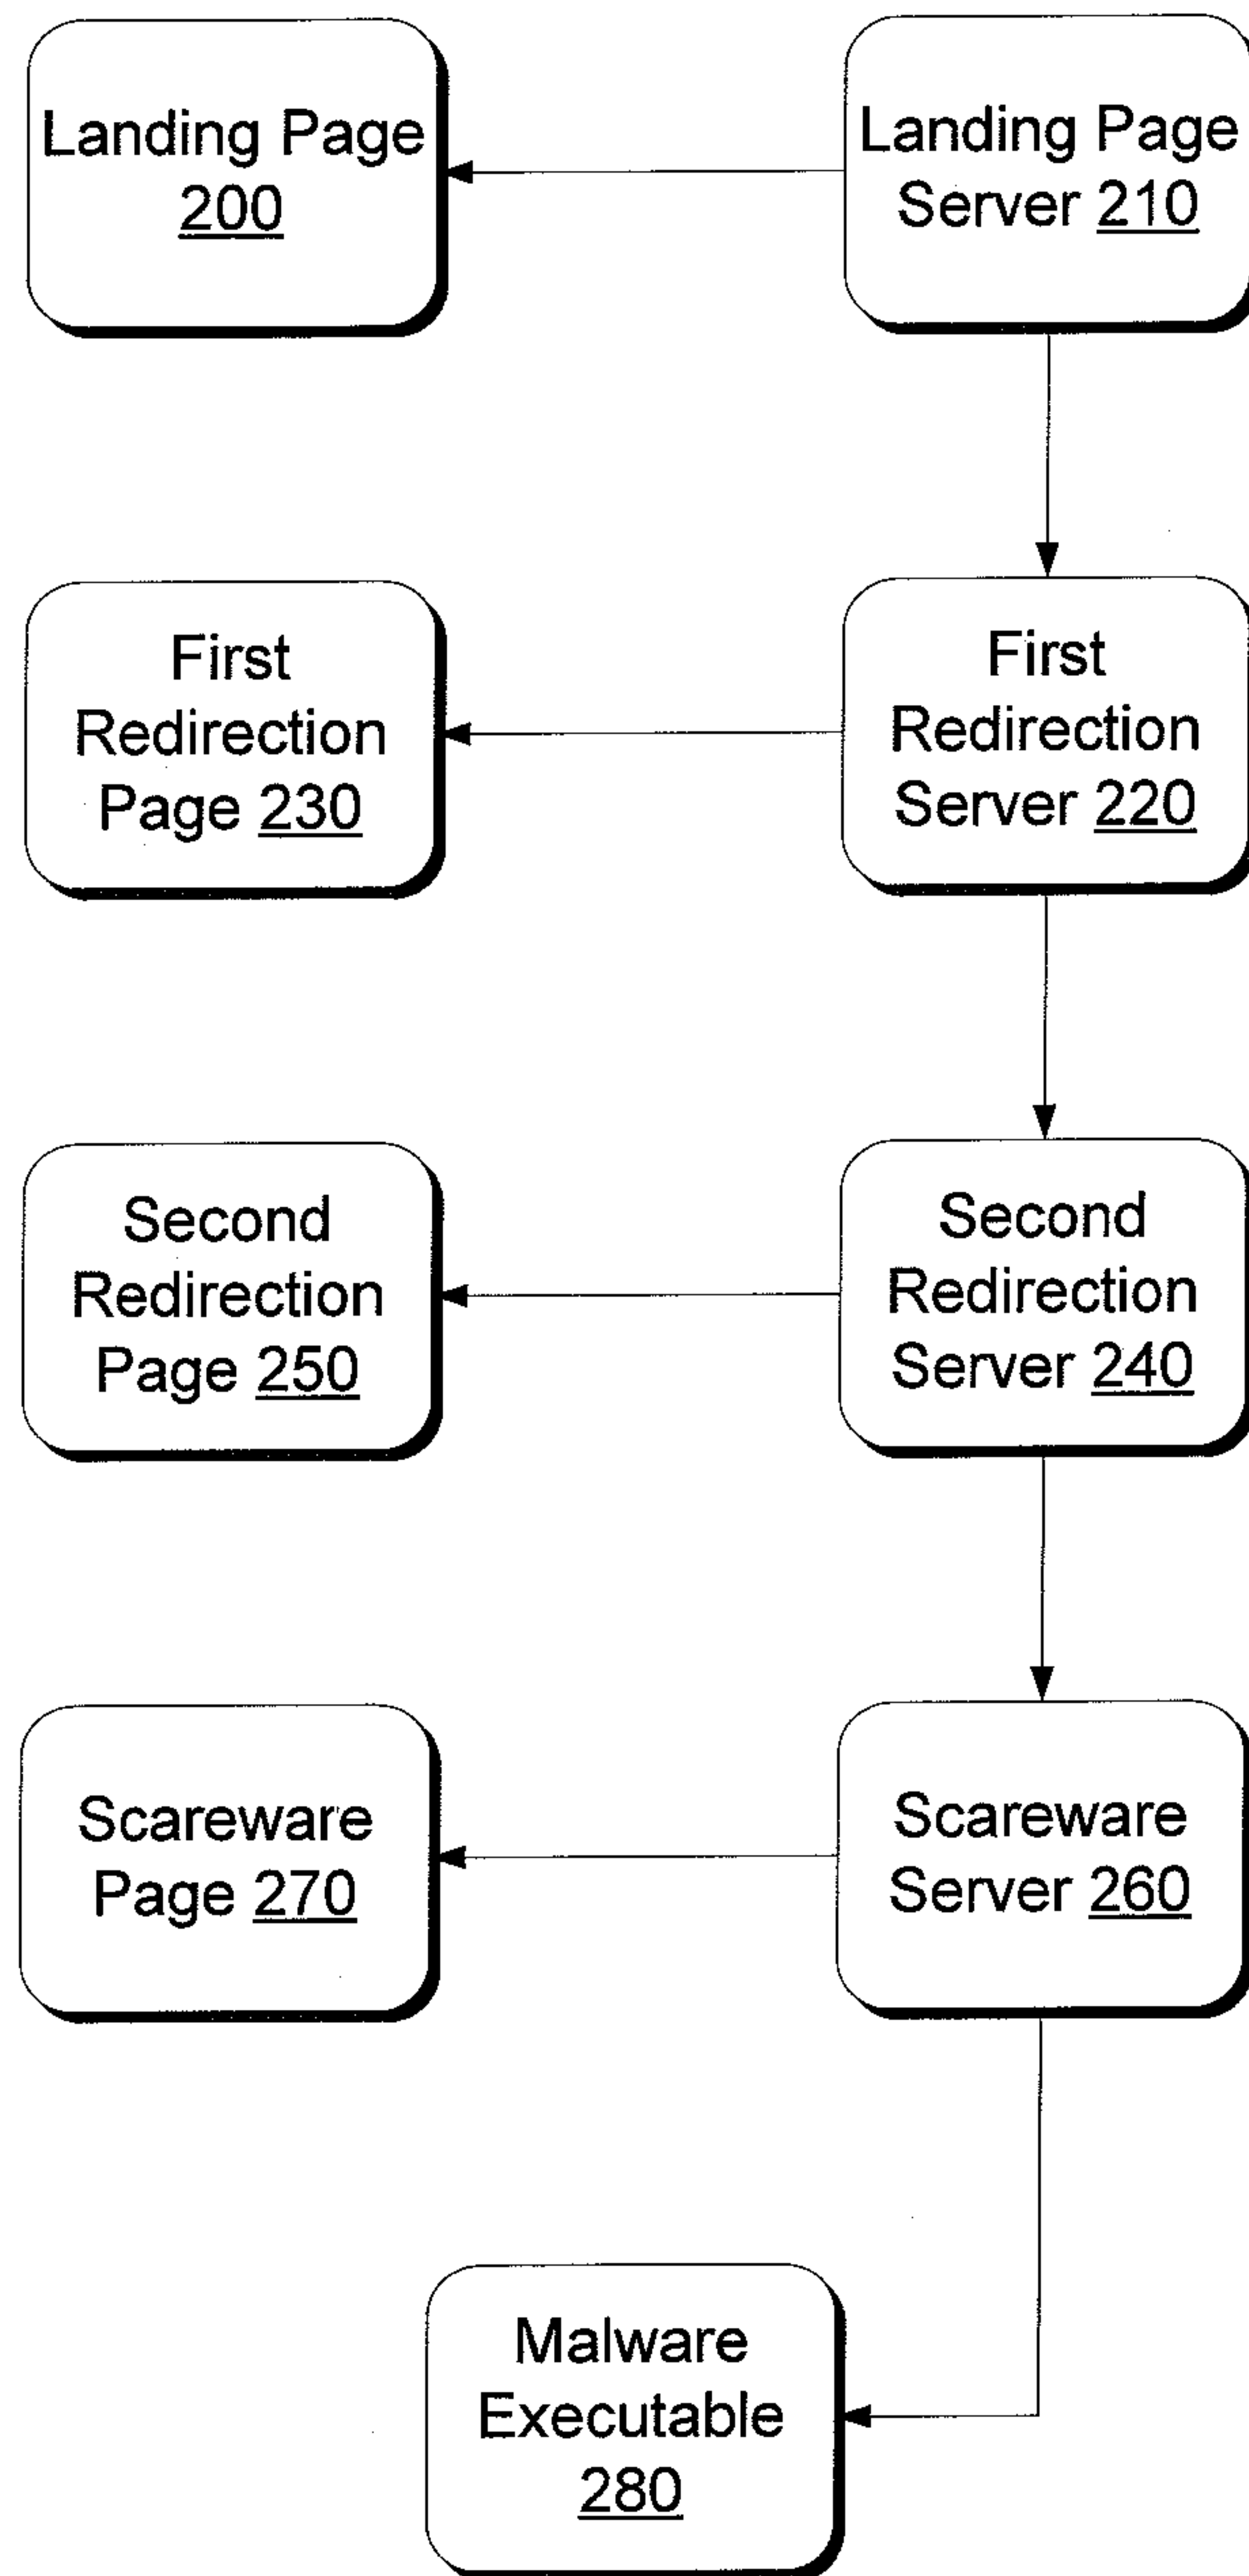 Landing Page
200
Landing Page
Server 210
First
Redirection
Page 230
First
Redirection
Server 220
Second
Redirection
Page 250
Second
Redirection
Server 240
Scareware
Page 270
Scareware
Server 260
Malware
Executable
280